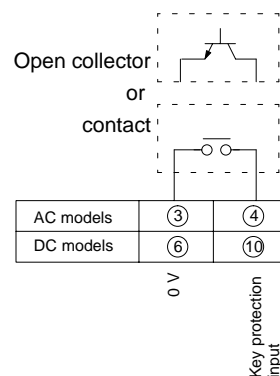 Open collector
or
contact
AC models 3 4
DC models 6 10
0 V
Key protection
input